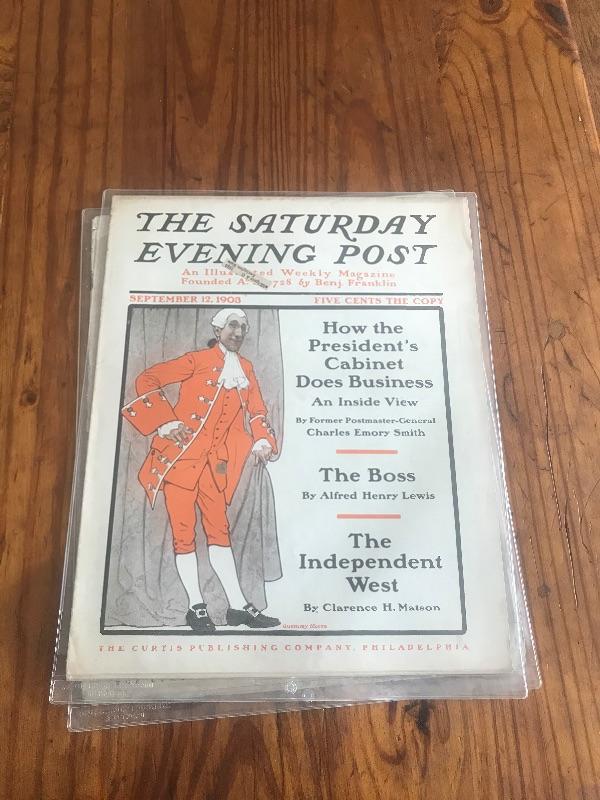 THE SATURDAY
EVENING POST
An Illustrated Weekly Magazine
Founded A. D. 1728 by Benj. Franklin
SEPTEMBER 12, 1903 FIVE CENTS THE COPY
How the
President's
Cabinet
Does Business
An Inside View
By Former Postmaster-General
Charles Emory Smith
The Boss
By Alfred Henry Lewis
The
Independent
West
By Clarence H. Matson
Guernsey Moore
THE CURTIS PUBLISHING COMPANY, PHILADELPHIA